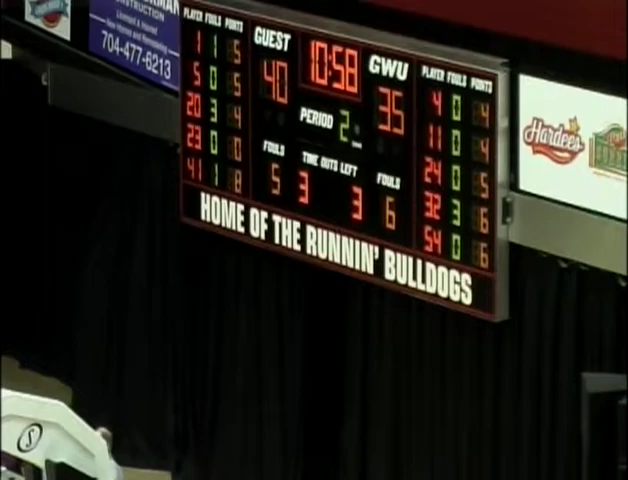 CONSTRUCTION
704-477-6213
PLAYER FOULS POINTS
GUEST
10:58
GWU
PLAYER FOULS POINTS
1 1 5
5 0 5
20 3 4
23 0 0
41 1 8
40
35
PERIOD 2
FOULS
TIME OUTS LEFT
FOULS
5
3
3
6
4 0 4
11 0 4
24 0 5
32 3 16
54 0 6
HOME OF THE RUNNIN' BULLDOGS
Hardee's
S